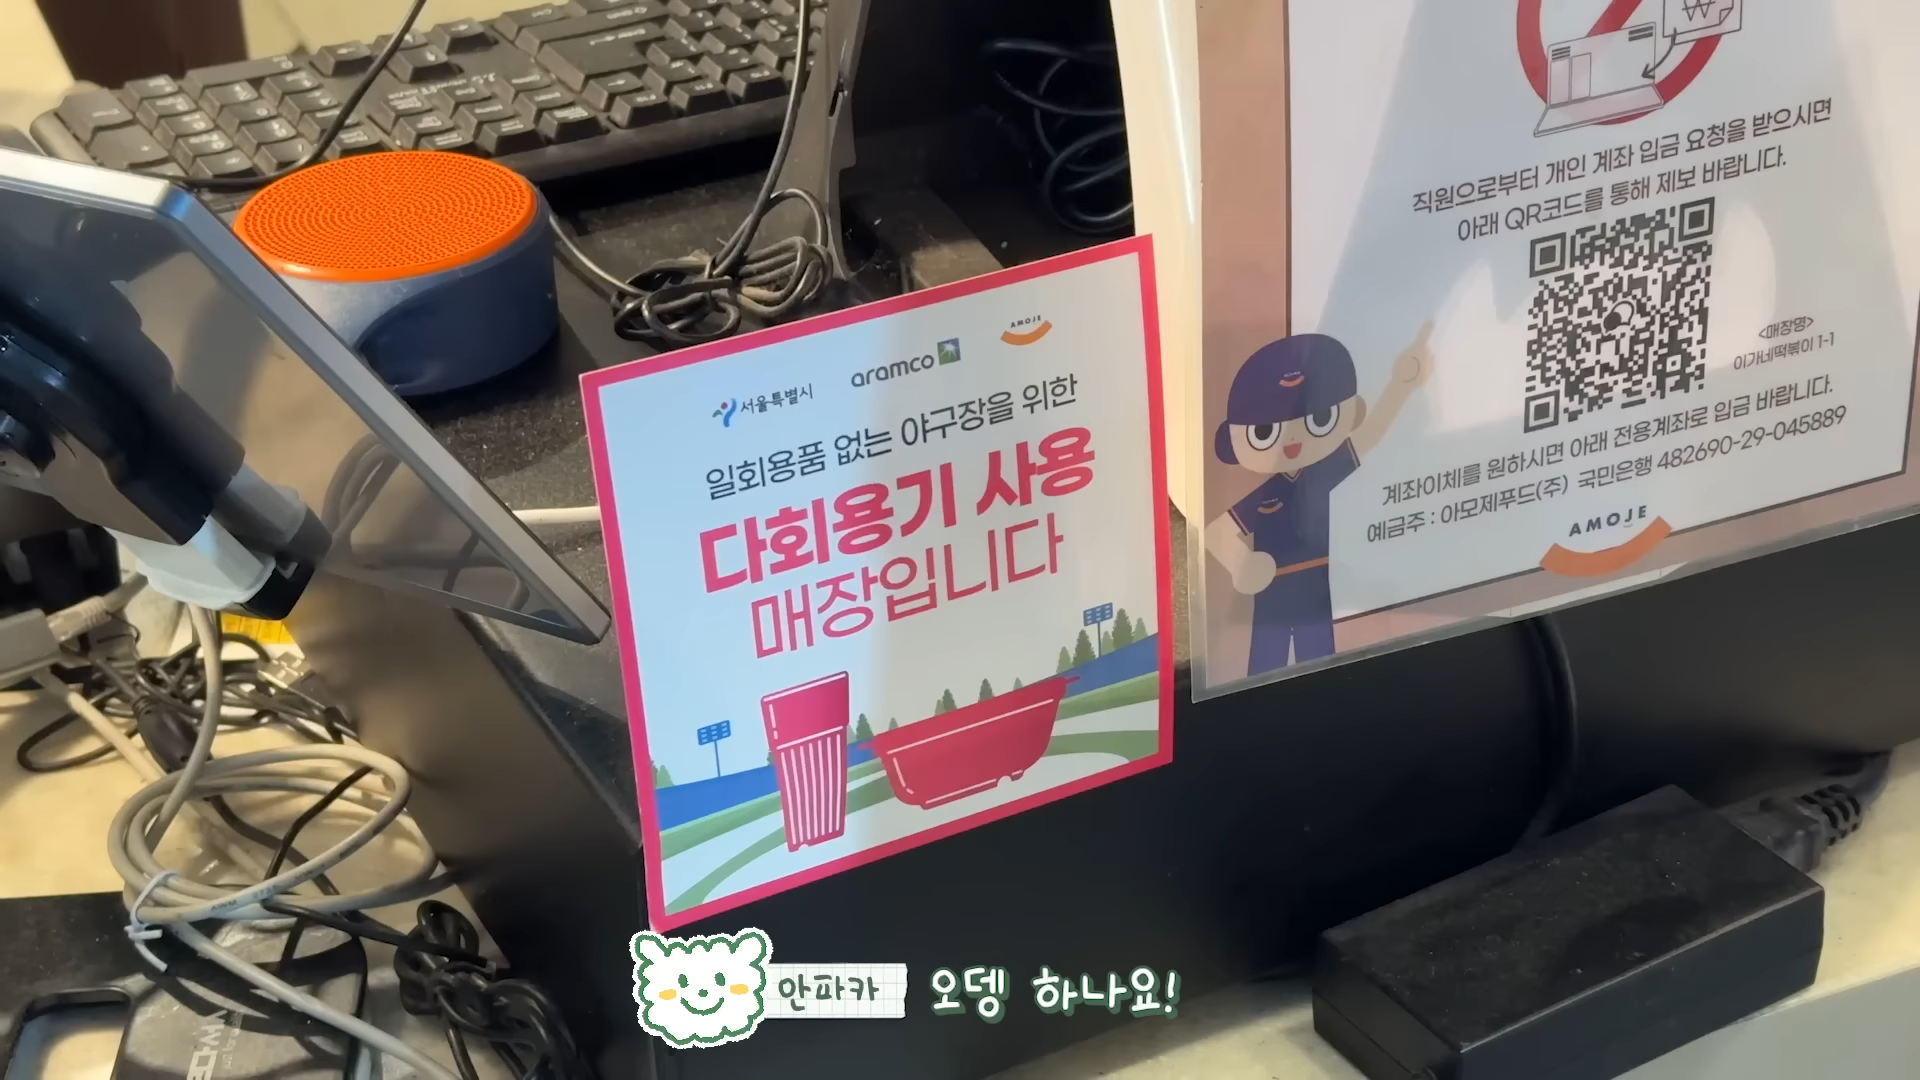 서울특별시
aramco
AMOJE
일회용품 없는 야구장을 위한
다회용기 사용
매장입니다
직원으로부터 개인 계좌 입금 요청을 받으시면
아래 QR코드를 통해 제보 바랍니다.
<매장명>
이가네떡볶이 1-1
계좌이체를 원하시면 아래 전용계좌로 입금 바랍니다.
예금주 : 아모제푸드(주) 국민은행 482690-29-045889
AMOJE
안파카
오뎅 하나요!